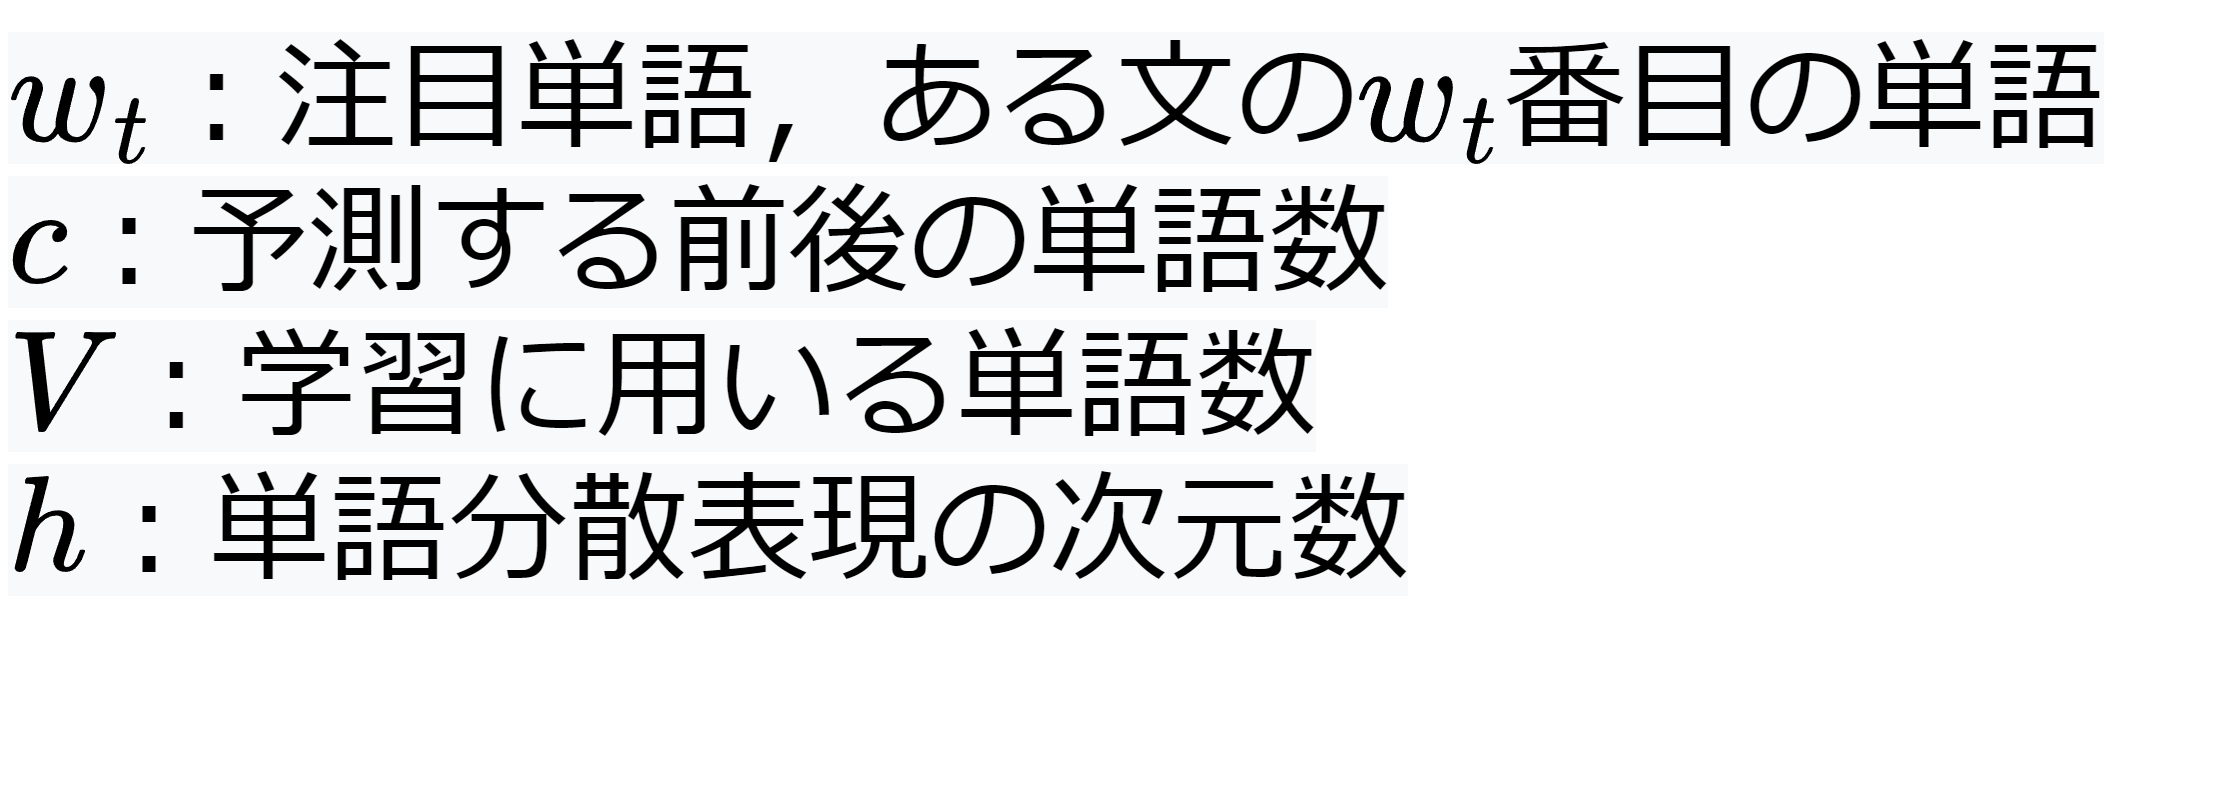 w_t：注目単語，ある文のw_t番目の単語
c：予測する前後の単語数
V：学習に用いる単語数
h：単語分散表現の次元数